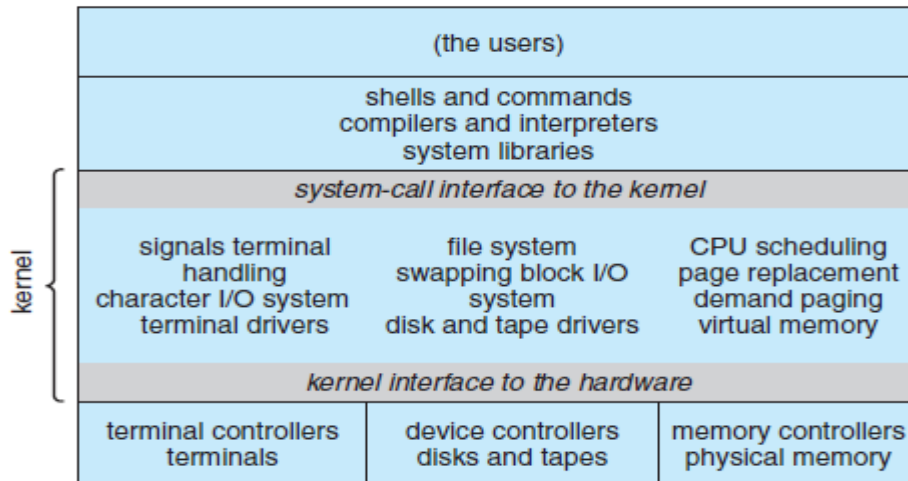 (the users)
shells and commands
compilers and interpreters
system libraries
kernel
system-call interface to the kernel
signals terminal
handling
character I/O system
terminal drivers
file system
swapping block I/O
system
disk and tape drivers
CPU scheduling
page replacement
demand paging
virtual memory
kernel interface to the hardware
terminal controllers
terminals
device controllers
disks and tapes
memory controllers
physical memory